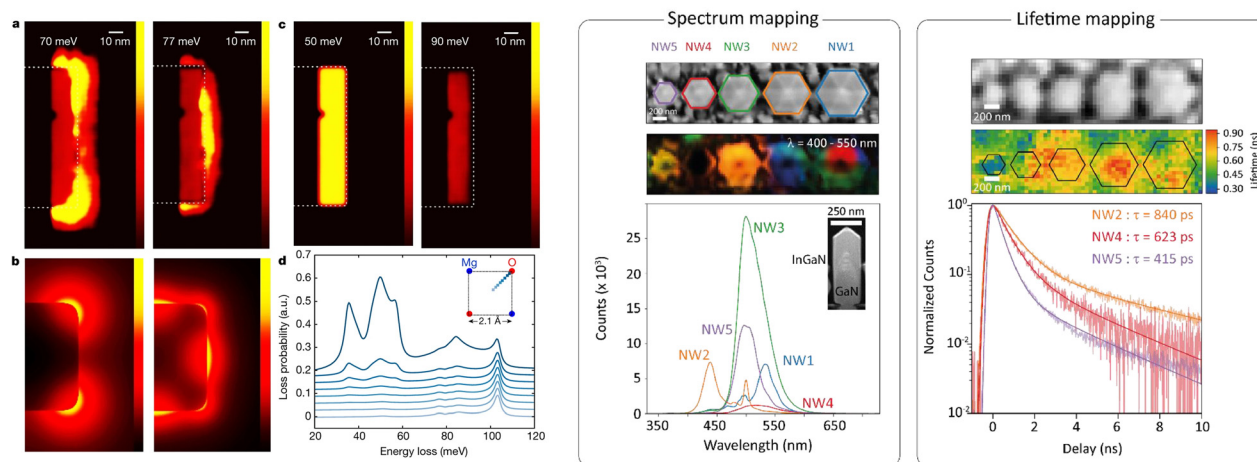 a
70 meV
10 nm
77 meV
10 nm
c
50 meV
10 nm
90 meV
10 nm
b
d
0.7
0.6
0.5
0.4
0.3
0.2
0.1
0
Loss probability (a.u.)
Mg
O
2.1 Å
20 40 60 80 100 120
Energy loss (meV)
Spectrum mapping
NW5 NW4 NW3 NW2 NW1
200 nm
λ = 400 - 550 nm
250 nm
InGaN
GaN
25
20
15
10
5
0
Counts (x 10³)
NW3
NW5
NW2
NW1
NW4
350 450 550 650
Wavelength (nm)
Lifetime mapping
200 nm
200 nm
0.90
0.75
0.60
0.45
0.30
Lifetime (ns)
10⁰
10⁻¹
10⁻²
10⁻²
Normalized Counts
NW2 : τ = 840 ps
NW4 : τ = 623 ps
NW5 : τ = 415 ps
0 2 4 6 8 10
Delay (ns)